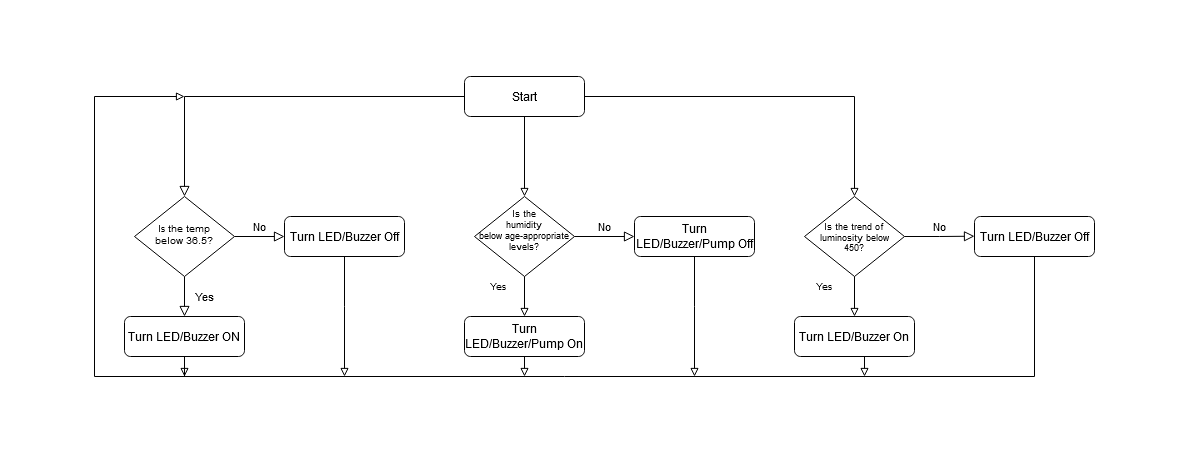 Start
Is the temp
below 36.5?
No
Turn LED/Buzzer Off
Yes
Turn LED/Buzzer ON
Is the
humidity
below age-appropriate
levels?
No
Turn
LED/Buzzer/Pump Off
Yes
Turn
LED/Buzzer/Pump On
Is the trend of
luminosity below
450?
No
Turn LED/Buzzer Off
Yes
Turn LED/Buzzer On